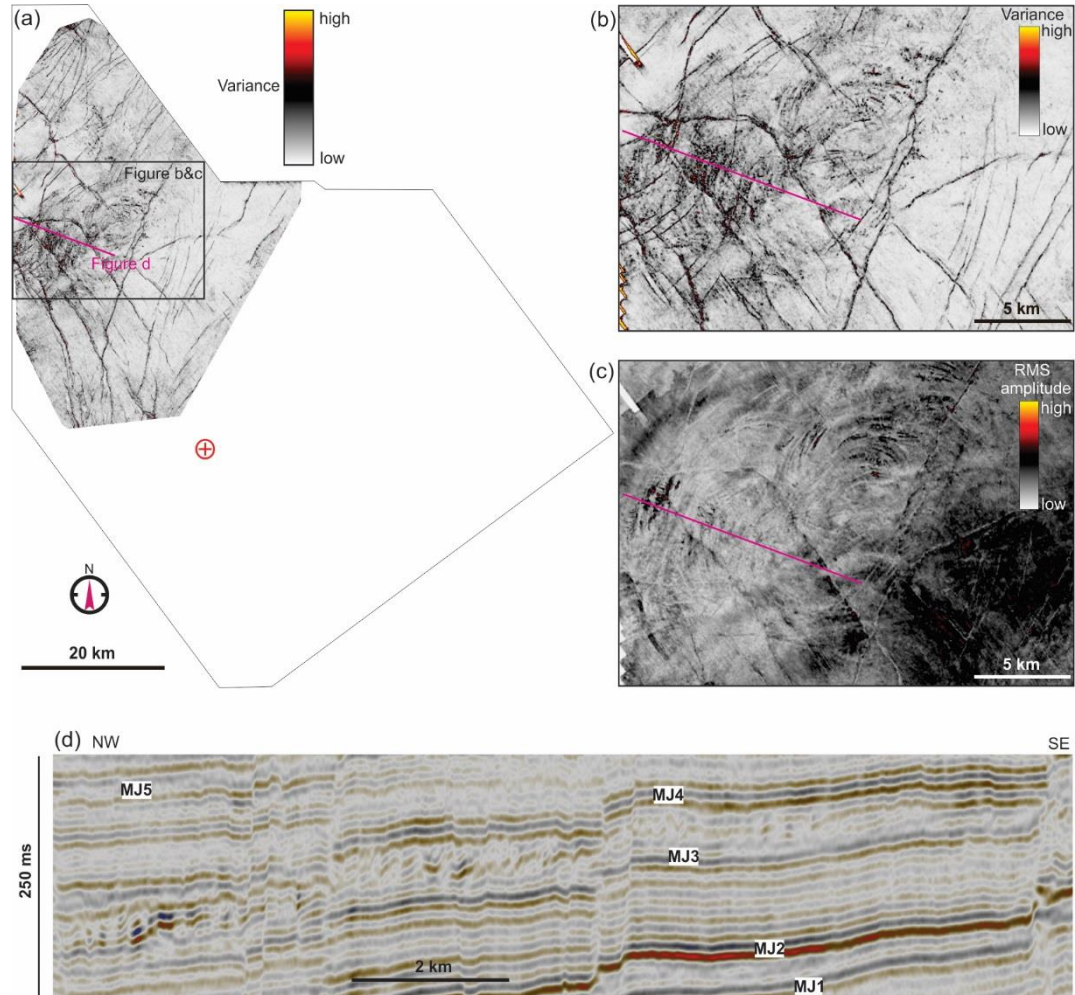 (a)
high
Variance
low
Figure b&c
Figure d
N
20 km
(b)
Variance
high
low
5 km
(c)
RMS
amplitude
high
low
5 km
(d)
NW
SE
250 ms
MJ5
MJ4
MJ3
MJ2
MJ1
2 km